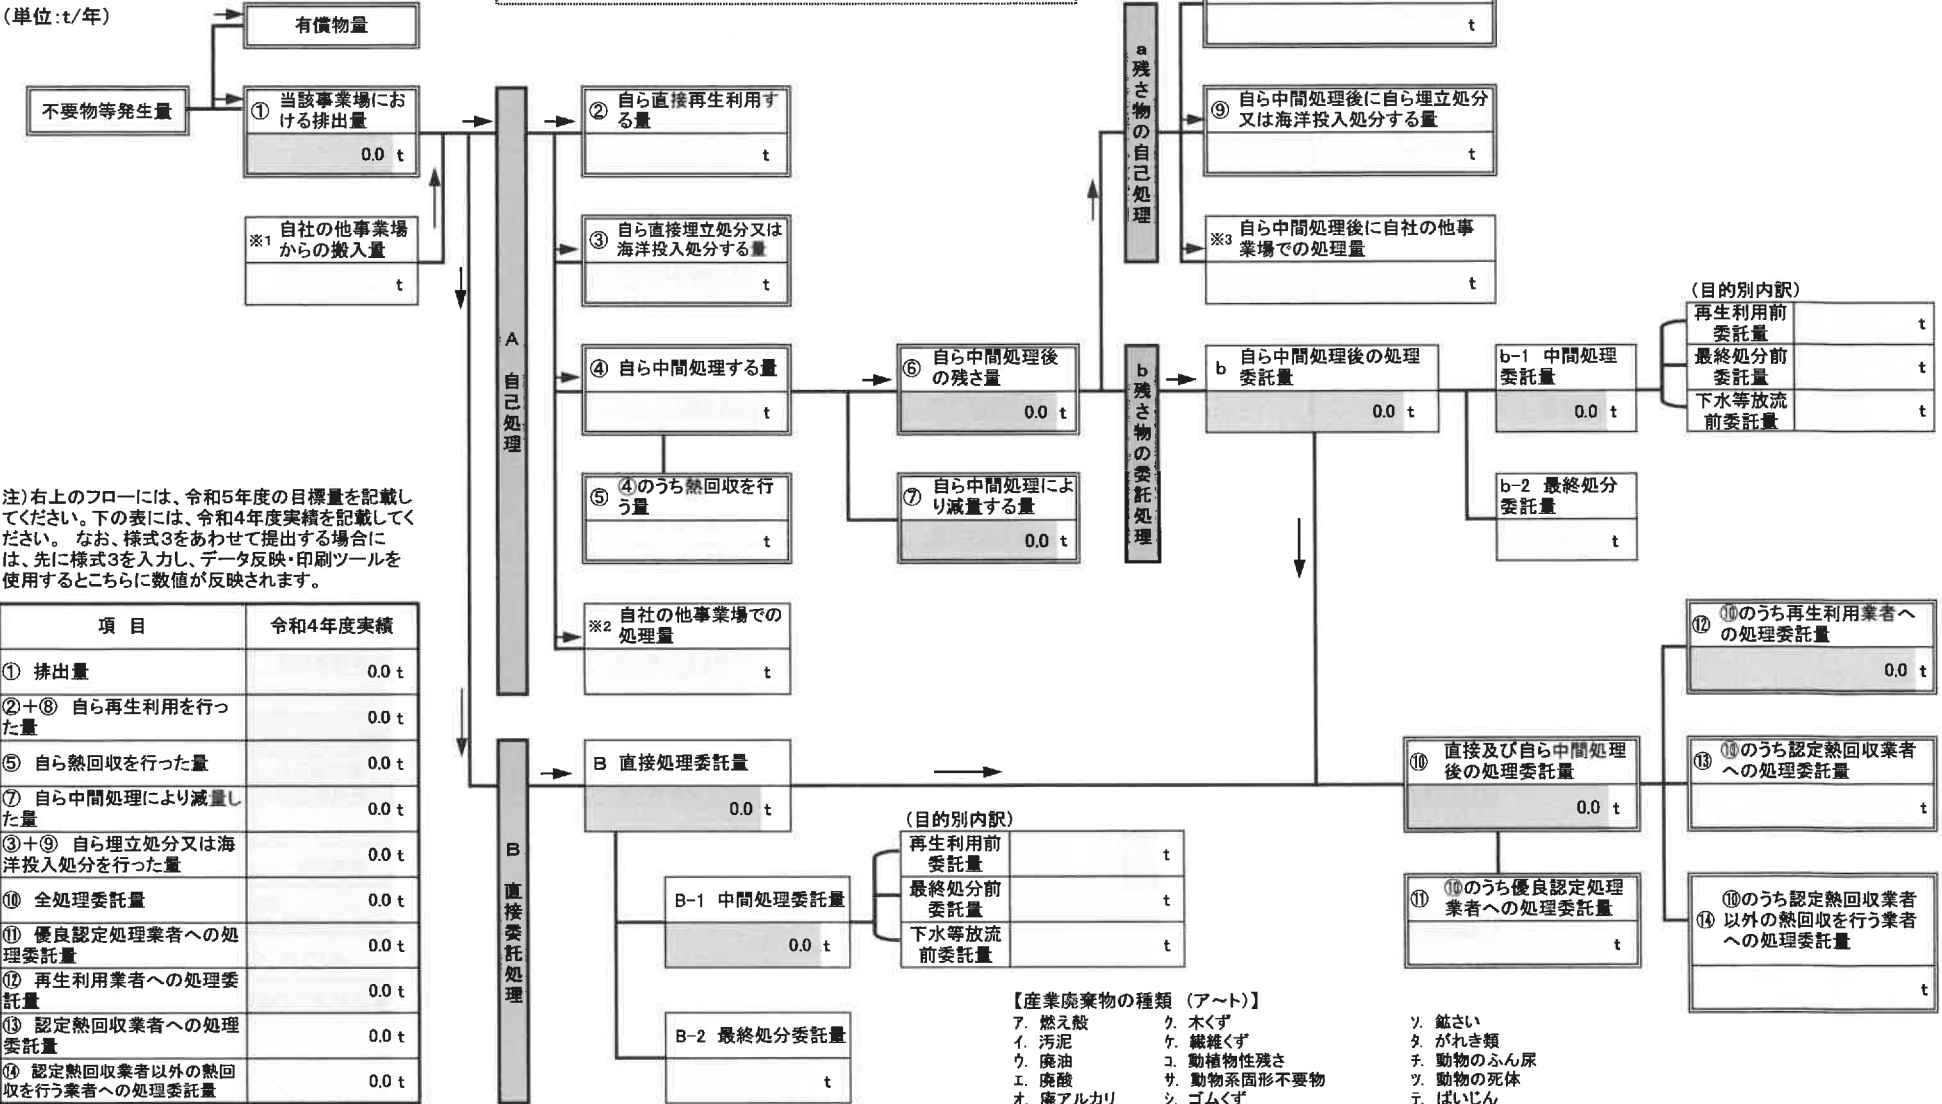 (単位:t/年)
有償物量
不要物等発生量
① 当該事業場にお
ける排出量
0.0 t
※1 自社の他事業場
からの搬入量
t
A 自己処理
② 自ら直接再生利用す
る量
t
③ 自ら直接埋立処分又は
海洋投入処分する量
t
④ 自ら中間処理する量
t
⑤ ④のうち熱回収を行
う量
t
※2 自社の他事業場での
処理量
t
⑥ 自ら中間処理後
の残さ量
0.0 t
⑦ 自ら中間処理によ
り減量する量
0.0 t
a 残さ物の自己処理
t
⑨ 自ら中間処理後に自ら埋立処分
又は海洋投入処分する量
t
※3 自ら中間処理後に自社の他事
業場での処理量
t
b 残さ物の委託処理
b 自ら中間処理後の処理
委託量
0.0 t
b-1 中間処理
委託量
0.0 t
(目的別内訳)
再生利用前
委託量 t
最終処分前
委託量 t
下水等放流
前委託量 t
b-2 最終処分
委託量
t
注)右上のフローには、令和5年度の目標量を記載し
てください。下の表には、令和4年度実績を記載してく
ださい。 なお、様式3をあわせて提出する場合に
は、先に様式3を入力し、データ反映・印刷ツールを
使用するとこちらに数値が反映されます。
項 目 令和4年度実績
① 排出量 0.0 t
②+⑧ 自ら再生利用を行っ
た量 0.0 t
⑤ 自ら熱回収を行った量 0.0 t
⑦ 自ら中間処理により減量し
た量 0.0 t
③+⑨ 自ら埋立処分又は海
洋投入処分を行った量 0.0 t
⑩ 全処理委託量 0.0 t
⑪ 優良認定処理業者への処
理委託量 0.0 t
⑫ 再生利用業者への処理委
託量 0.0 t
⑬ 認定熱回収業者への処理
委託量 0.0 t
⑭ 認定熱回収業者以外の熱回
収を行う業者への処理委託量 0.0 t
B 直接委託処理
B 直接処理委託量
0.0 t
B-1 中間処理委託量
0.0 t
(目的別内訳)
再生利用前
委託量 t
最終処分前
委託量 t
下水等放流
前委託量 t
B-2 最終処分委託量
t
⑩ 直接及び自ら中間処理
後の処理委託量
0.0 t
⑪ ⑩のうち優良認定処理
業者への処理委託量
t
⑫ ⑩のうち再生利用業者へ
の処理委託量
0.0 t
⑬ ⑩のうち認定熱回収業者
への処理委託量
t
⑩のうち認定熱回収業者
⑭ 以外の熱回収を行う業者
への処理委託量
t
【産業廃棄物の種類 (ア~ト)】
ア. 燃え殻
イ. 汚泥
ウ. 廃油
エ. 廃酸
オ. 廃アルカリ
ク. 木くず
ケ. 繊維くず
コ. 動植物性残さ
サ. 動物系固形不要物
シ. ゴムくず
ソ. 鉱さい
タ. がれき類
チ. 動物のふん尿
ツ. 動物の死体
テ. ばいじん